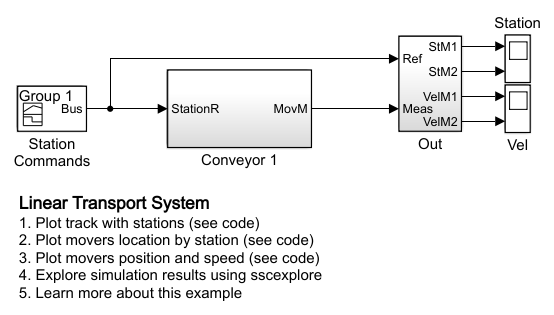 Station
Group 1
Bus
Station
Commands
StationR
MovM
Conveyor 1
Ref
Meas
StM1
StM2
VelM1
VelM2
Out
Vel
Linear Transport System
1. Plot track with stations (see code)
2. Plot movers location by station (see code)
3. Plot movers position and speed (see code)
4. Explore simulation results using sscexplore
5. Learn more about this example